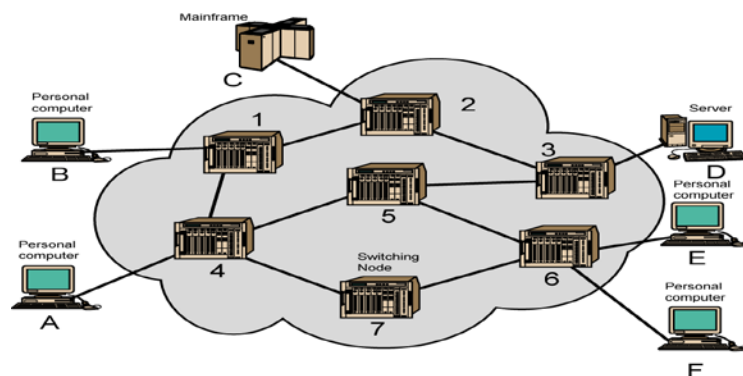 Mainframe
C
2
Personal
computer
1
B
Server
3
D
5
Personal
computer
Personal
computer
4
Switching
Node
E
6
A
7
Personal
computer
F